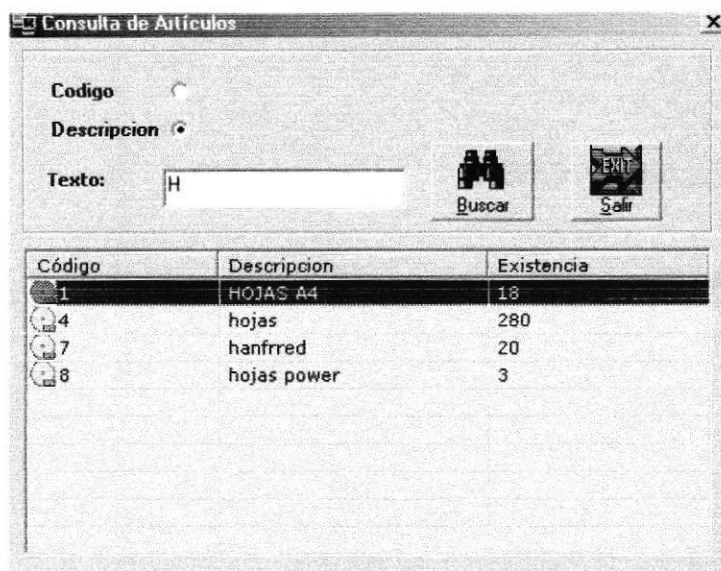 Consulta de Artículos
Codigo
Descripcion
Texto: H
Buscar
EXIT
Salir
Código Descripcion Existencia
1 HOJAS A4 18
4 hojas 280
7 hanfrred 20
8 hojas power 3